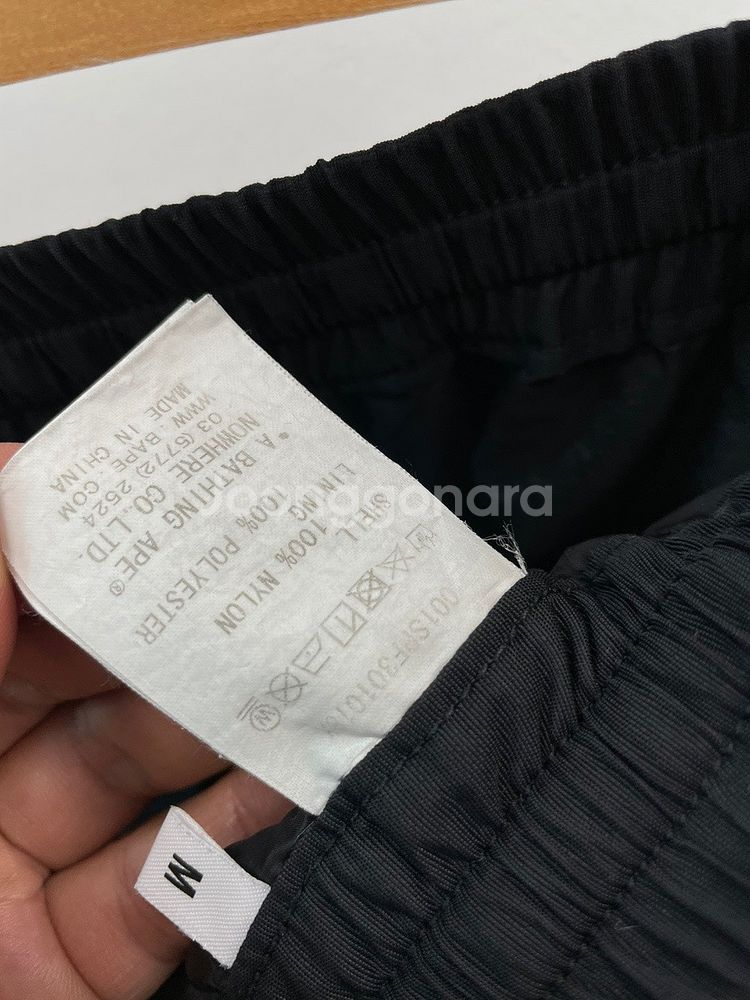 SHELL 100% NYLON
LINING 100% POLYESTER
* A BATHING APE®
NOWHERE CO.,LTD.
03 (5772) 2524
WWW. BAPE. COM
MADE IN CHINA
M
joonggonara